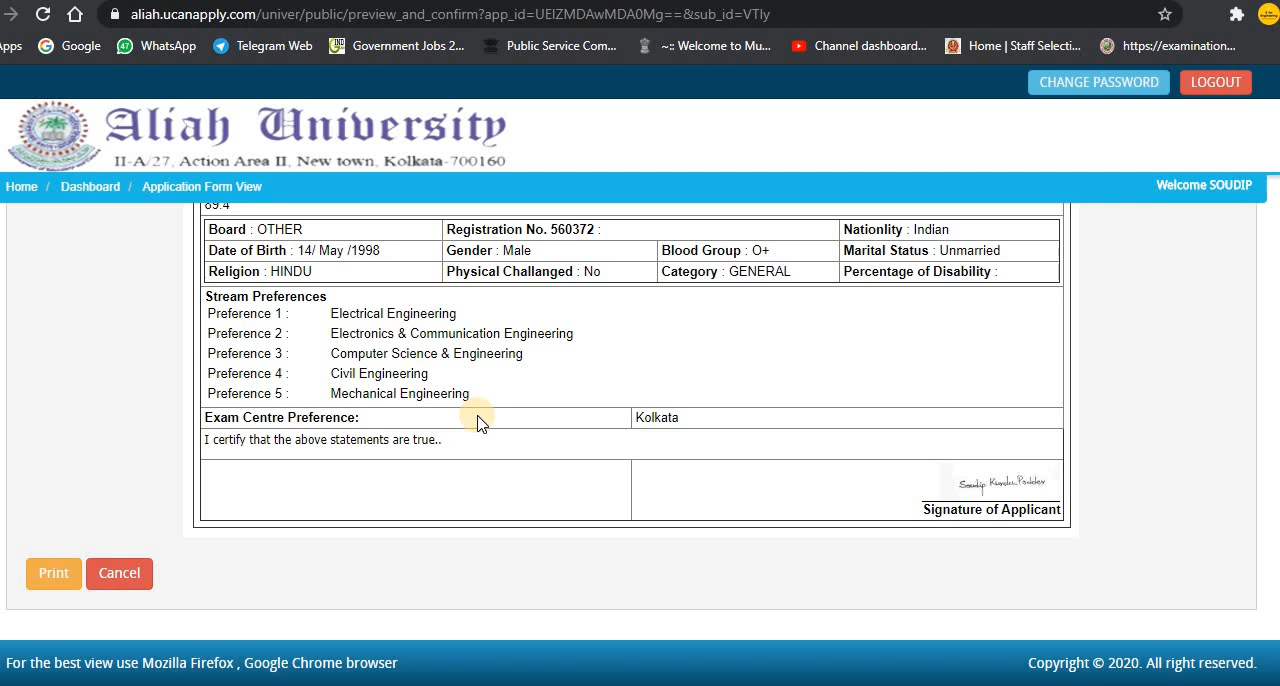 aliah.ucanapply.com/univer/public/preview_and_confirm?app_id=UElZMDAwMDA0Mg==&sub_id=VTIy
pps Google WhatsApp Telegram Web Government Jobs 2... Public Service Com... ~:: Welcome to Mu... Channel dashboard... Home | Staff Selecti... https://examination...
CHANGE PASSWORD LOGOUT
Aliah University
II-A/27, Action Area II, New town, Kolkata-700160
Home / Dashboard / Application Form View Welcome SOUDIP
89.4
Board : OTHER Registration No. 560372 : Nationlity : Indian
Date of Birth : 14/ May /1998 Gender : Male Blood Group : O+ Marital Status : Unmarried
Religion : HINDU Physical Challanged : No Category : GENERAL Percentage of Disability :
Stream Preferences
Preference 1 : Electrical Engineering
Preference 2 : Electronics & Communication Engineering
Preference 3 : Computer Science & Engineering
Preference 4 : Civil Engineering
Preference 5 : Mechanical Engineering
Exam Centre Preference: Kolkata
I certify that the above statements are true..
Soudip Kundu Poddar
Signature of Applicant
Print Cancel
For the best view use Mozilla Firefox , Google Chrome browser Copyright © 2020. All right reserved.